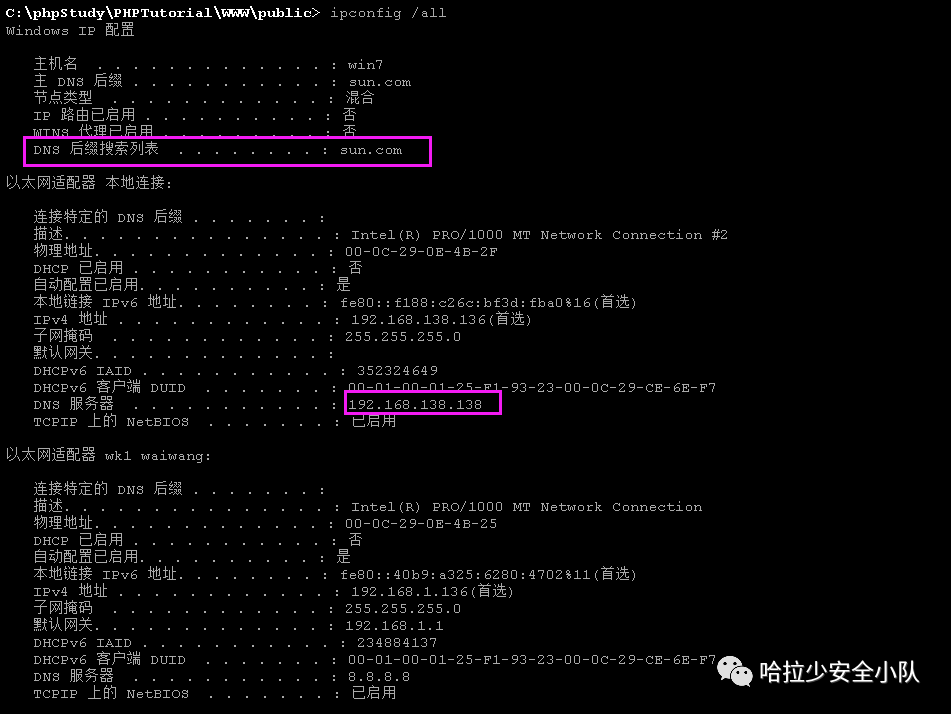 C:\phpStudy\PHPTutorial\WWW\public> ipconfig /all
Windows IP 配置
主机名 . . . . . . . . . . . . . : win7
主 DNS 后缀 . . . . . . . . . . . : sun.com
节点类型 . . . . . . . . . . . . : 混合
IP 路由已启用 . . . . . . . . . . : 否
WINS 代理已启用 . . . . . . . . . : 否
DNS 后缀搜索列表 . . . . . . . . : sun.com
以太网适配器 本地连接:
连接特定的 DNS 后缀 . . . . . . . :
描述. . . . . . . . . . . . . . . : Intel(R) PRO/1000 MT Network Connection #2
物理地址. . . . . . . . . . . . . : 00-0C-29-0E-4B-2F
DHCP 已启用 . . . . . . . . . . . : 否
自动配置已启用. . . . . . . . . . : 是
本地链接 IPv6 地址. . . . . . . . : fe80::f188:c26c:bf3d:fba0%16(首选)
IPv4 地址 . . . . . . . . . . . . : 192.168.138.136(首选)
子网掩码 . . . . . . . . . . . . : 255.255.255.0
默认网关. . . . . . . . . . . . . :
DHCPv6 IAID . . . . . . . . . . . : 352324649
DHCPv6 客户端 DUID . . . . . . . : 00-01-00-01-25-F1-93-23-00-0C-29-CE-6E-F7
DNS 服务器 . . . . . . . . . . . : 192.168.138.138
TCPIP 上的 NetBIOS . . . . . . . : 已启用
以太网适配器 wk1 waiwang:
连接特定的 DNS 后缀 . . . . . . . :
描述. . . . . . . . . . . . . . . : Intel(R) PRO/1000 MT Network Connection
物理地址. . . . . . . . . . . . . : 00-0C-29-0E-4B-25
DHCP 已启用 . . . . . . . . . . . : 否
自动配置已启用. . . . . . . . . . : 是
本地链接 IPv6 地址. . . . . . . . : fe80::40b9:a325:6280:4702%11(首选)
IPv4 地址 . . . . . . . . . . . . : 192.168.1.136(首选)
子网掩码 . . . . . . . . . . . . : 255.255.255.0
默认网关. . . . . . . . . . . . . : 192.168.1.1
DHCPv6 IAID . . . . . . . . . . . : 234884137
DHCPv6 客户端 DUID . . . . . . . : 00-01-00-01-25-F1-93-23-00-0C-29-CE-6E-F7
DNS 服务器 . . . . . . . . . . . : 8.8.8.8
TCPIP 上的 NetBIOS . . . . . . . : 已启用
哈拉少安全小队